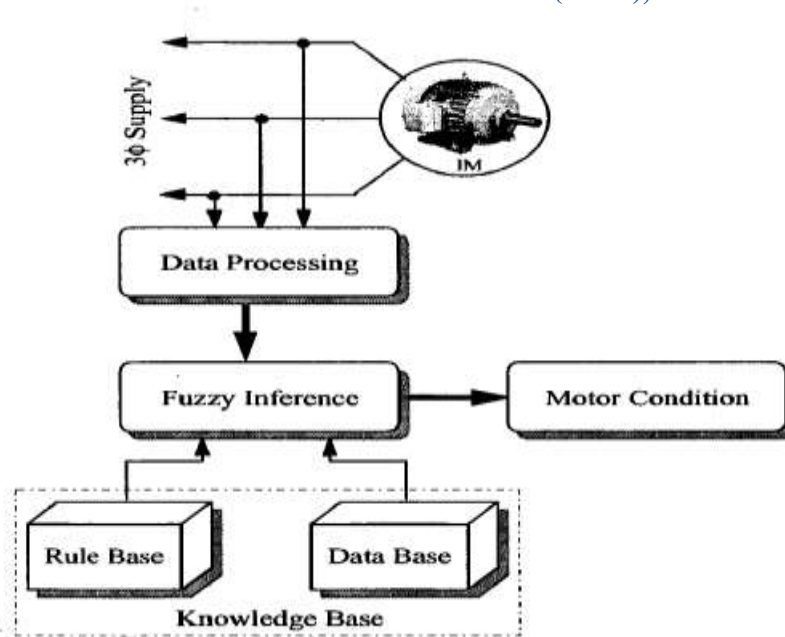 3ϕ Supply
IM
Data Processing
Fuzzy Inference
Motor Condition
Rule Base
Data Base
Knowledge Base